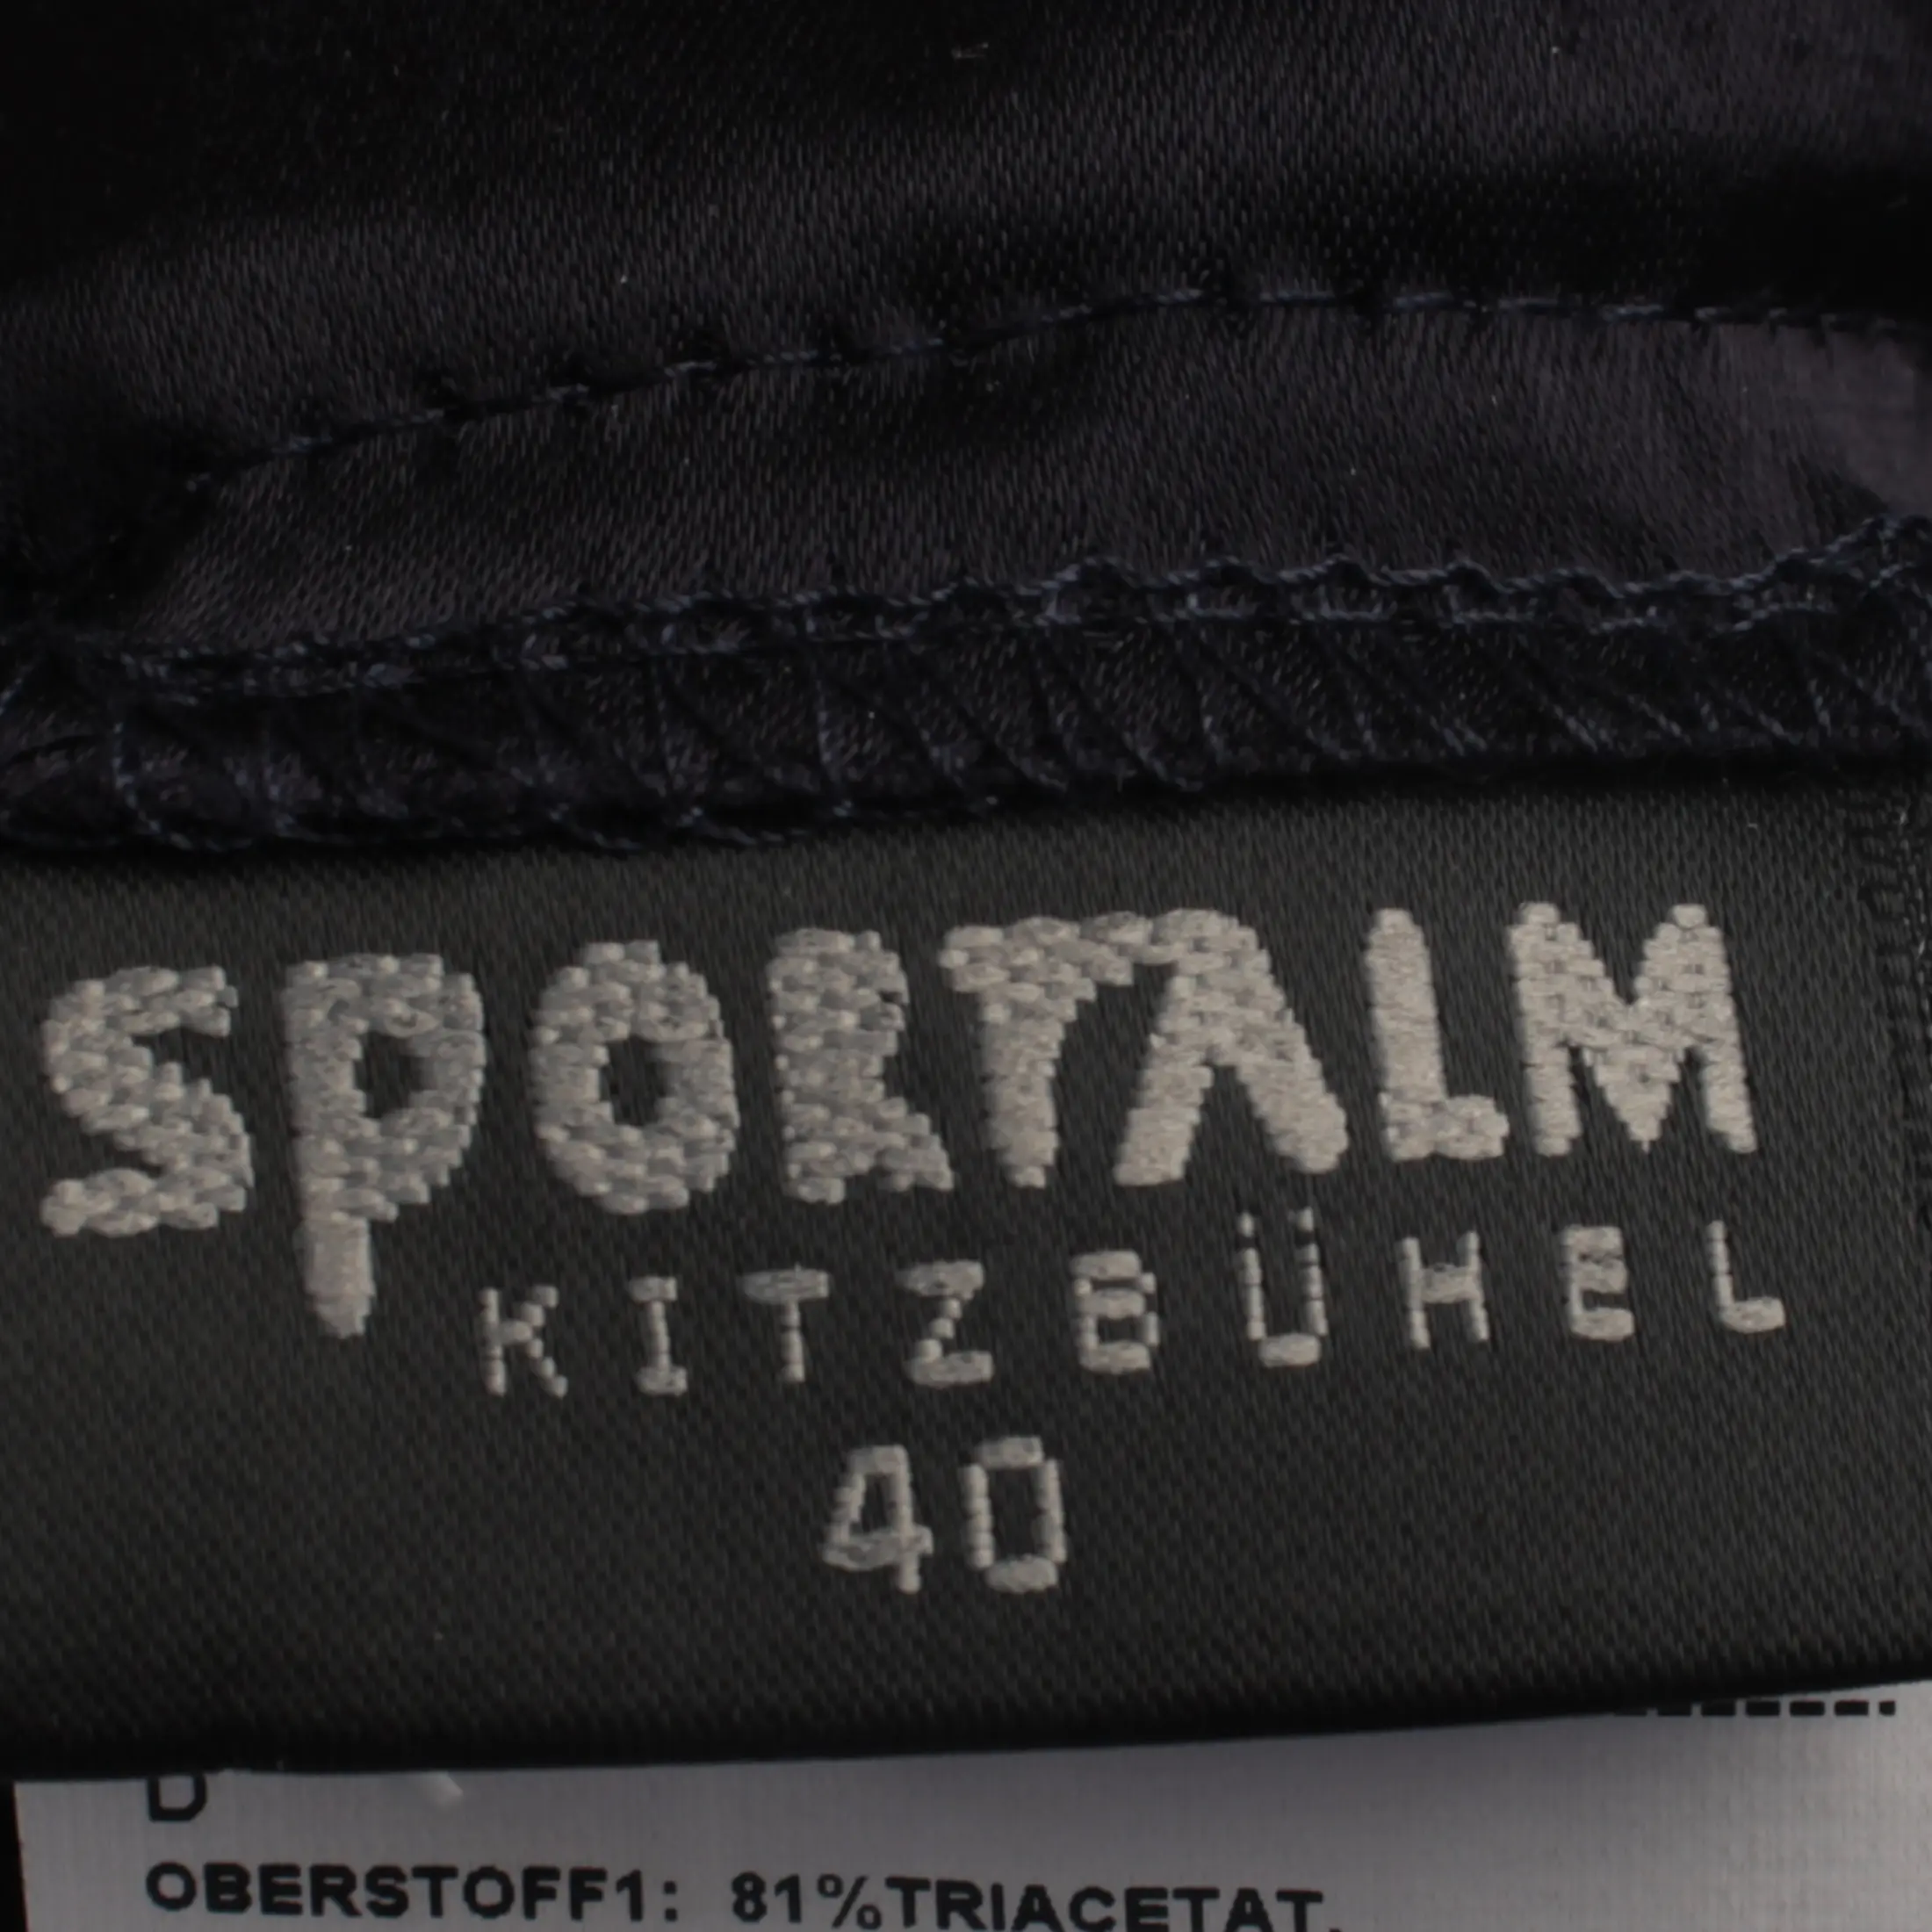 SPORTALM
KITZBÜHEL
40
D
OBERSTOFF1: 81%TRIACETAT,